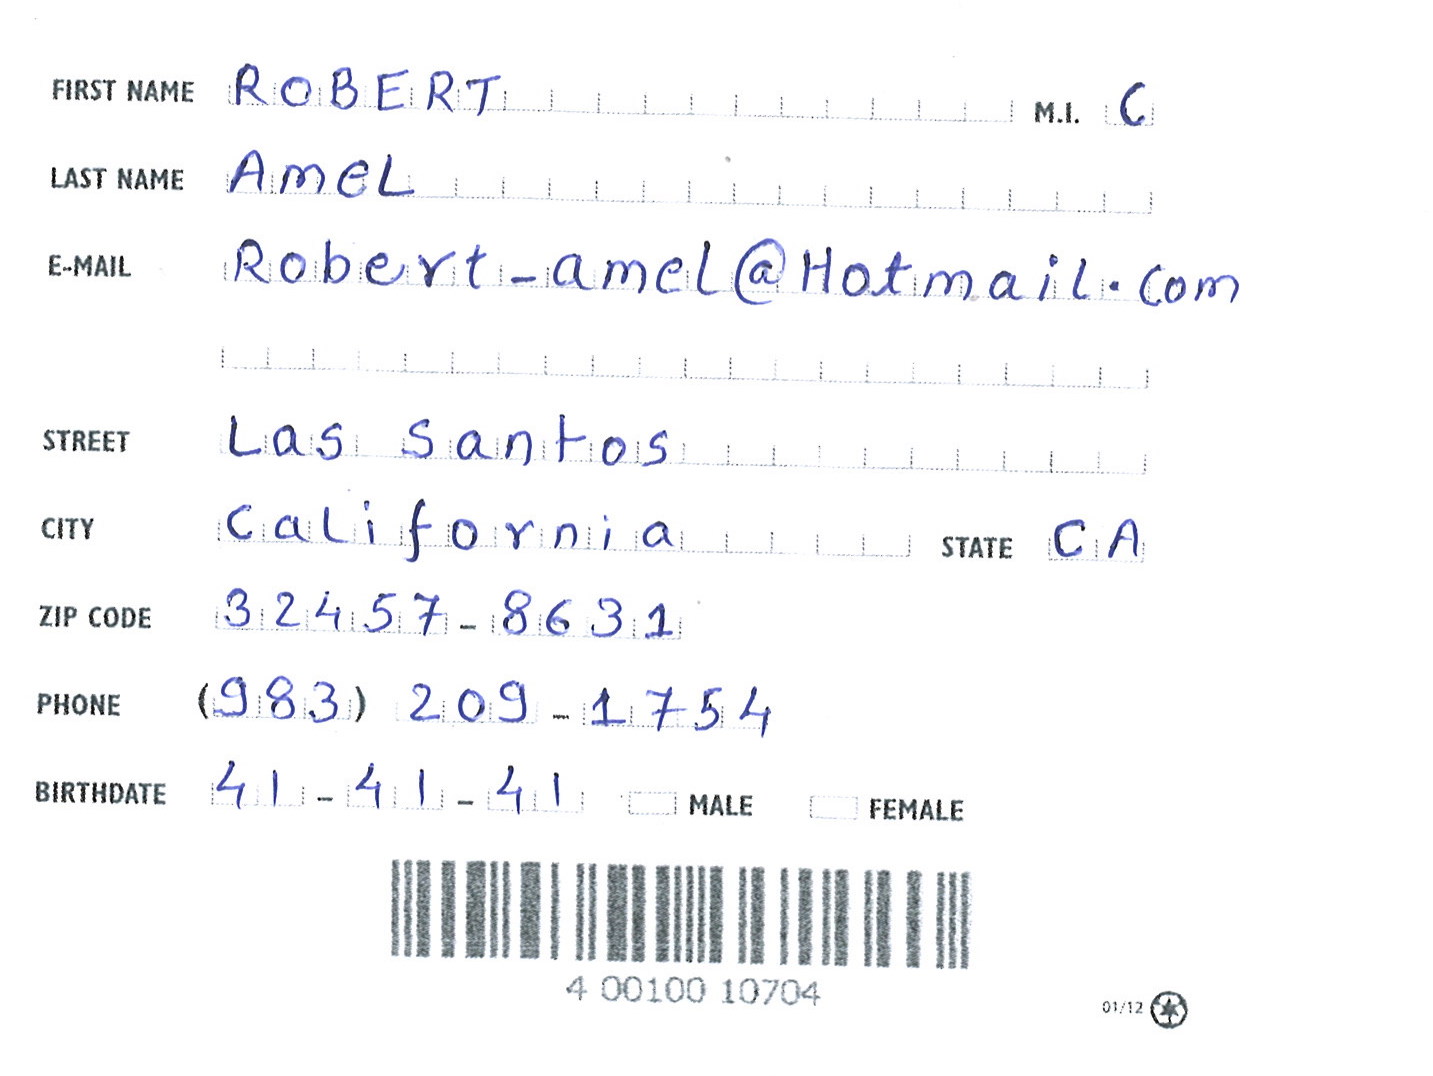 FIRST NAME ROBERT M.I. C
LAST NAME AmeL
E-MAIL Robert-amel@Hotmail.com
STREET Las santos
CITY california STATE CA
ZIP CODE 32457-8631
PHONE (983) 209-1754
BIRTHDATE 41-41-41 MALE FEMALE
4 00100 10704
01/12